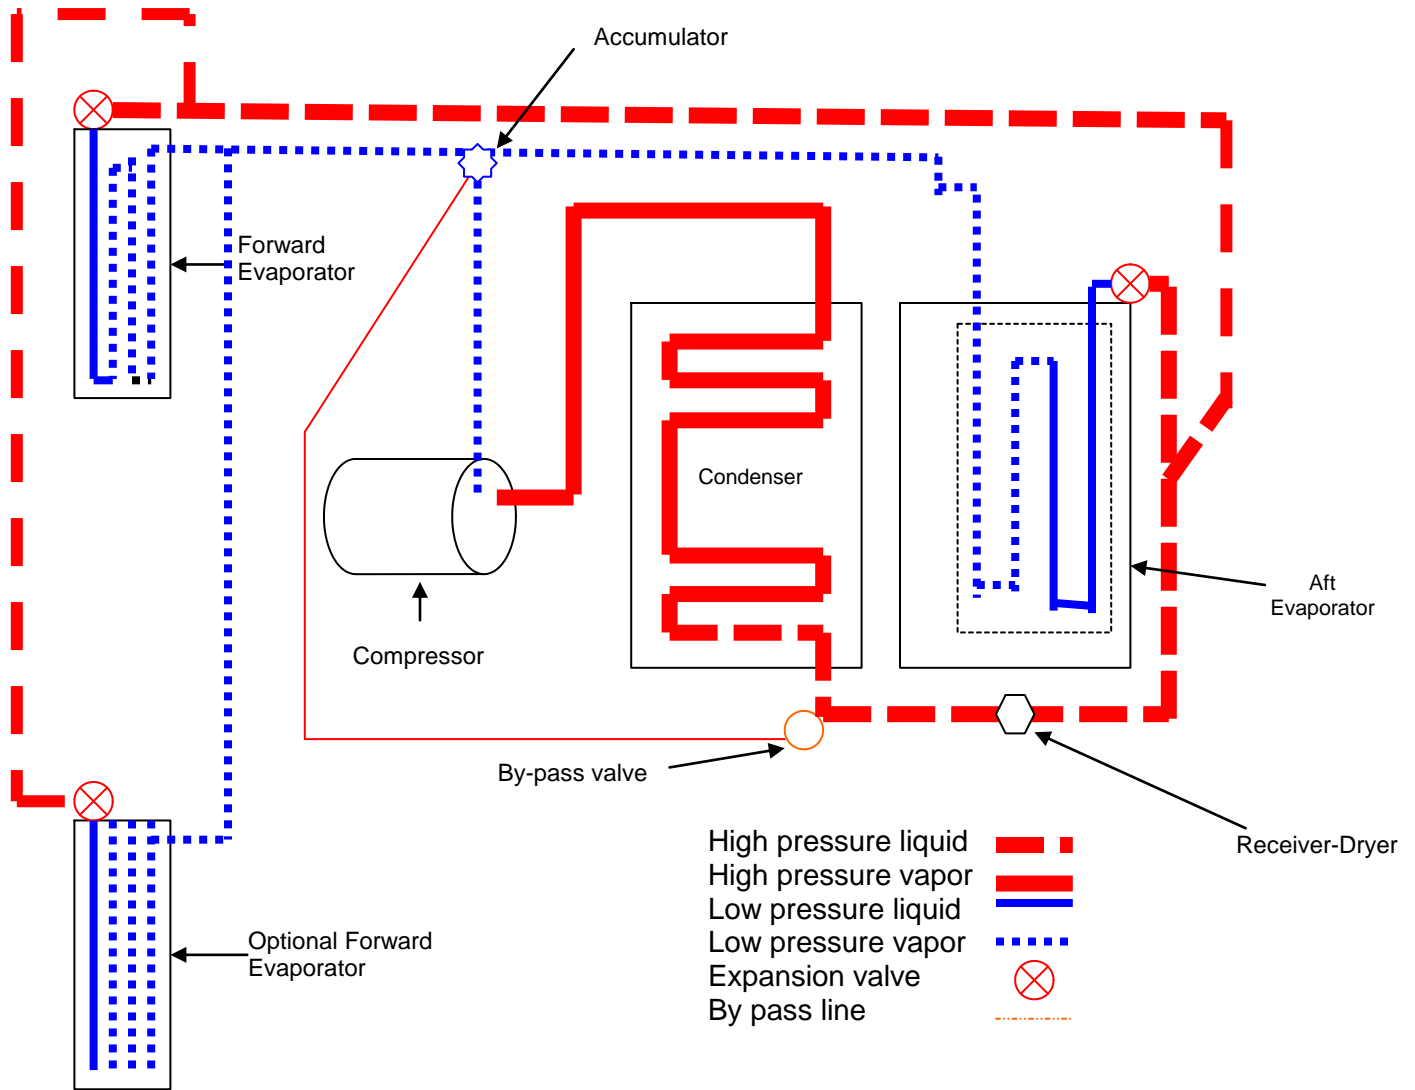 Accumulator
Forward
Evaporator
Condenser
Aft
Evaporator
Compressor
By-pass valve
Receiver-Dryer
High pressure liquid
High pressure vapor
Low pressure liquid
Low pressure vapor
Expansion valve
By pass line
Optional Forward
Evaporator